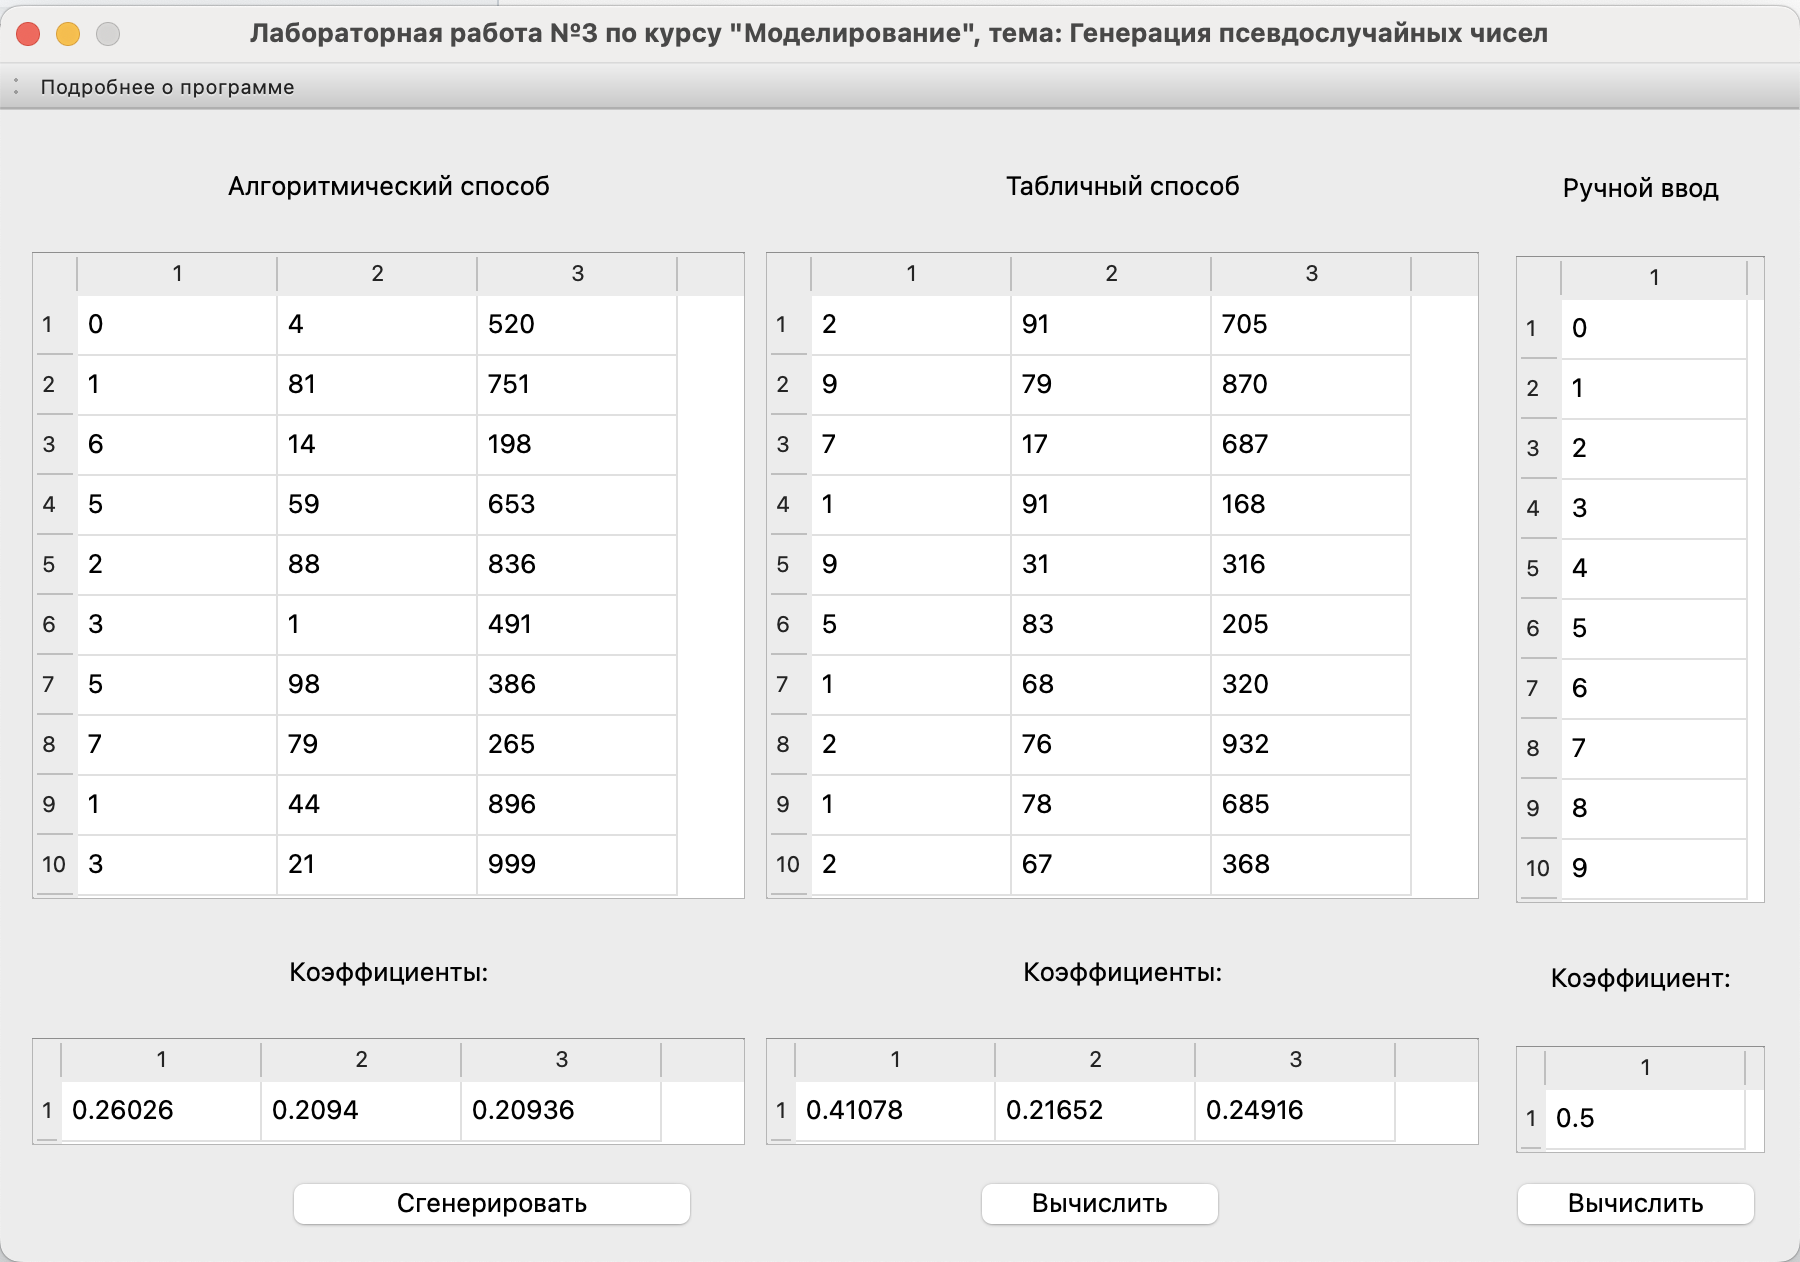 Лабораторная работа №3 по курсу "Моделирование", тема: Генерация псевдослучайных чисел
Подробнее о программе
Алгоритмический способ
1 2 3
1 0 4 520
2 1 81 751
3 6 14 198
4 5 59 653
5 2 88 836
6 3 1 491
7 5 98 386
8 7 79 265
9 1 44 896
10 3 21 999
Коэффициенты:
1 2 3
1 0.26026 0.2094 0.20936
Сгенерировать
Табличный способ
1 2 3
1 2 91 705
2 9 79 870
3 7 17 687
4 1 91 168
5 9 31 316
6 5 83 205
7 1 68 320
8 2 76 932
9 1 78 685
10 2 67 368
Коэффициенты:
1 2 3
1 0.41078 0.21652 0.24916
Вычислить
Ручной ввод
1
1 0
2 1
3 2
4 3
5 4
6 5
7 6
8 7
9 8
10 9
Коэффициент:
1
1 0.5
Вычислить